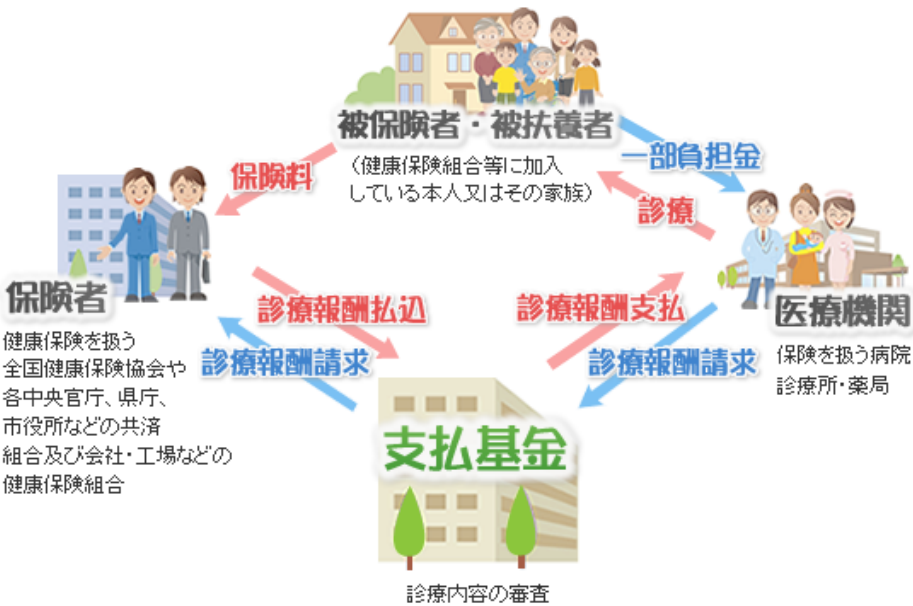 被保険者・被扶養者
（健康保険組合等に加入
している本人又はその家族）
保険料
一部負担金
診療
保険者
健康保険を扱う
全国健康保険協会や
各中央官庁、県庁、
市役所などの共済
組合及び会社・工場などの
健康保険組合
診療報酬払込
診療報酬請求
診療報酬支払
診療報酬請求
医療機関
保険を扱う病院
診療所・薬局
支払基金
診療内容の審査